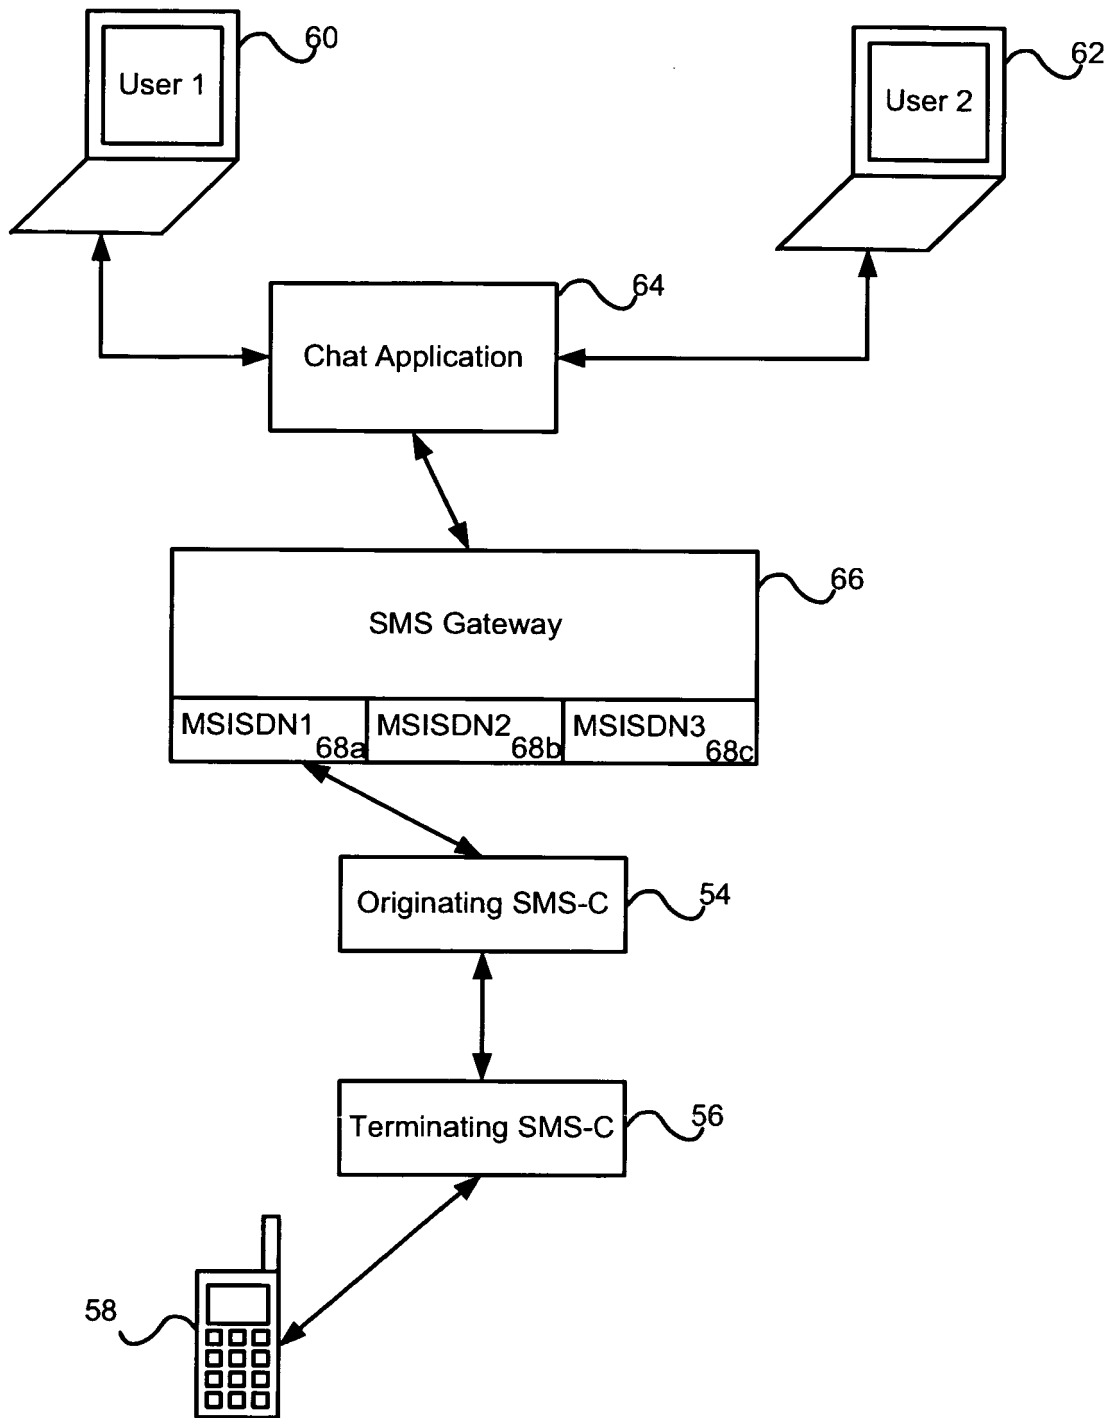 60
User 1
62
User 2
64
Chat Application
66
SMS Gateway
MSISDN1
68a
MSISDN2
68b
MSISDN3
68c
Originating SMS-C
54
Terminating SMS-C
56
58